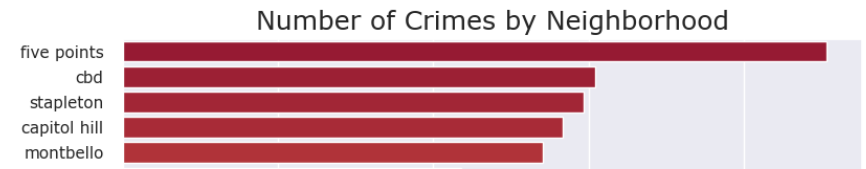 Number of Crimes by Neighborhood
five points
cbd
stapleton
capitol hill
montbello